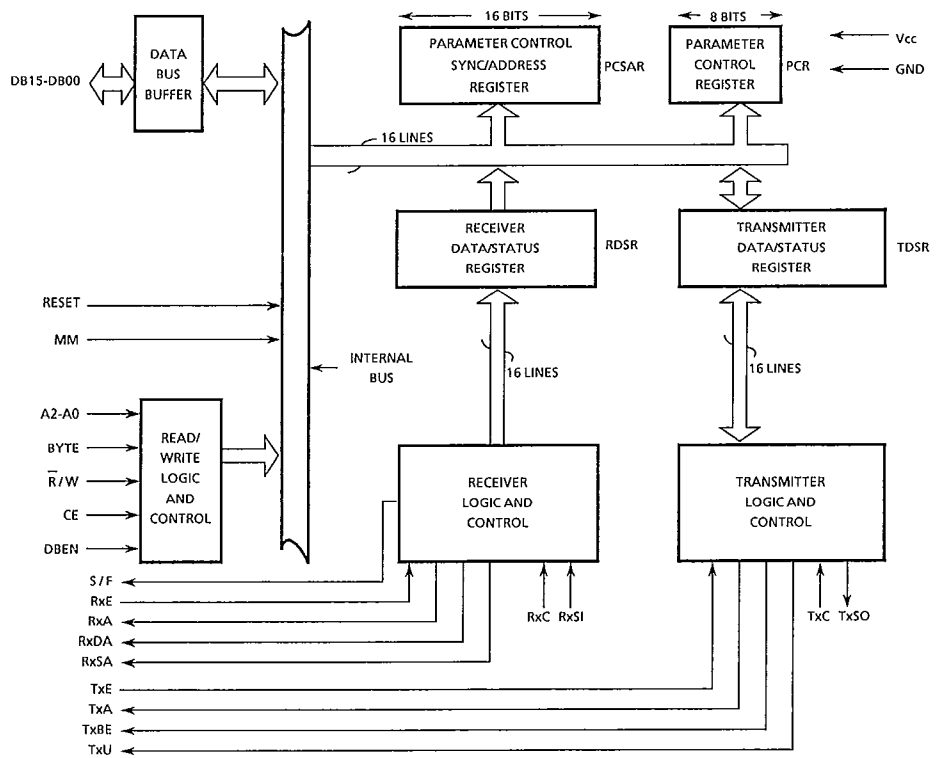 16 BITS
8 BITS
DATA
BUS
BUFFER
DB15-DB00
PARAMETER CONTROL
SYNC/ADDRESS
REGISTER
PCSAR
PARAMETER
CONTROL
REGISTER
PCR
Vcc
GND
16 LINES
RECEIVER
DATA/STATUS
REGISTER
RDSR
TRANSMITTER
DATA/STATUS
REGISTER
TDSR
RESET
MM
INTERNAL
BUS
16 LINES
16 LINES
A2-A0
BYTE
R̅/W
CE
DBEN
READ/
WRITE
LOGIC
AND
CONTROL
RECEIVER
LOGIC AND
CONTROL
TRANSMITTER
LOGIC AND
CONTROL
S/F
RxE
RxA
RxDA
RxSA
RxC RxSI
TxC TxSO
TxE
TxA
TxBE
TxU